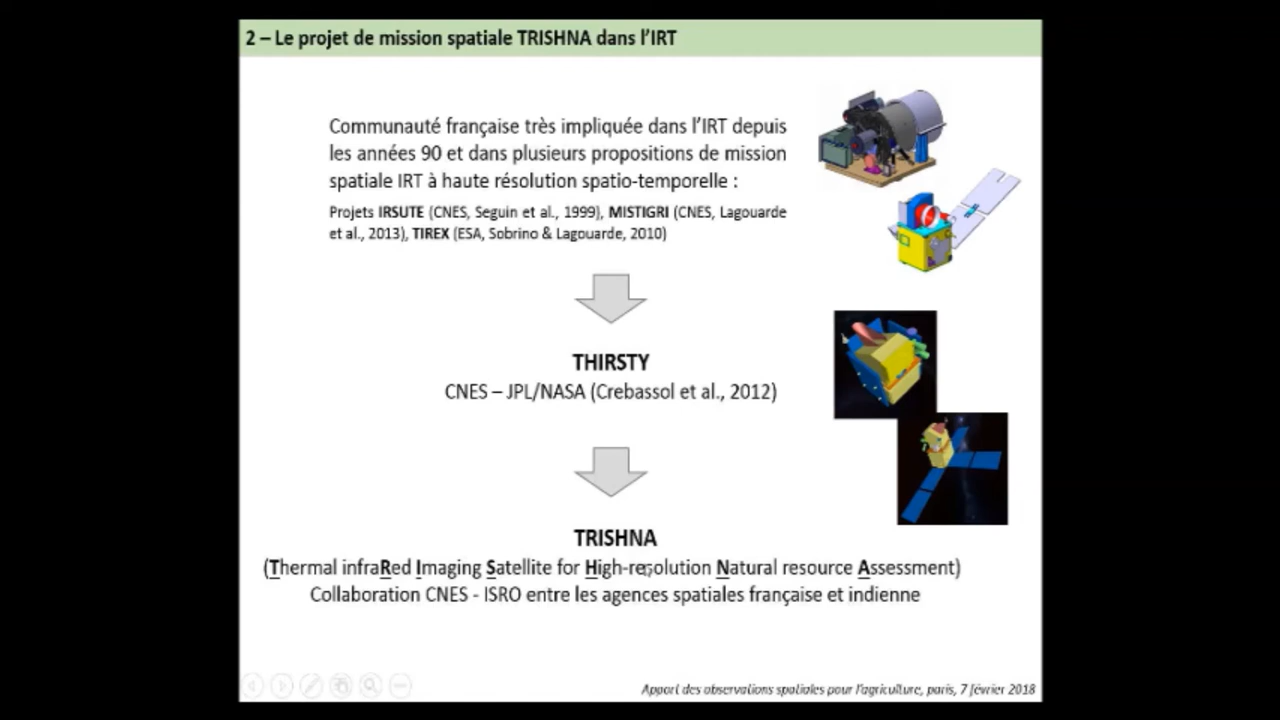 2 – Le projet de mission spatiale TRISHNA dans l'IRT
Communauté française très impliquée dans l'IRT depuis
les années 90 et dans plusieurs propositions de mission
spatiale IRT à haute résolution spatio-temporelle :
Projets IRSUTE (CNES, Seguin et al., 1999), MISTIGRI (CNES, Lagouarde
et al., 2013), TIREX (ESA, Sobrino & Lagouarde, 2010)
THIRSTY
CNES – JPL/NASA (Crebassol et al., 2012)
TRISHNA
(Thermal infraRed Imaging Satellite for High-resolution Natural resource Assessment)
Collaboration CNES - ISRO entre les agences spatiales française et indienne
Apport des observations spatiales pour l'agriculture, paris, 7 février 2018